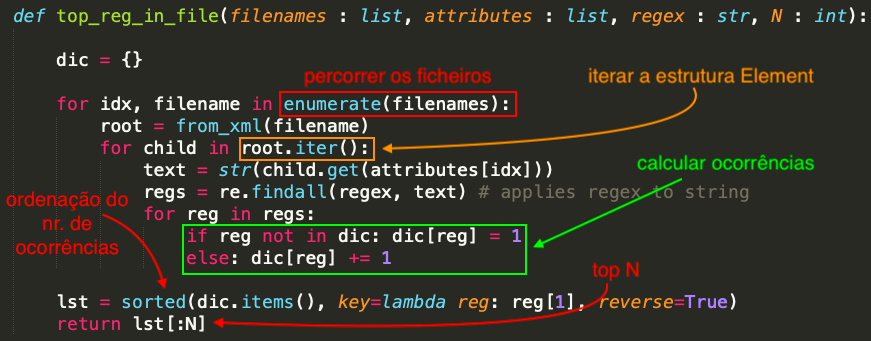 def top_reg_in_file(filenames : list, attributes : list, regex : str, N : int):
dic = {}
percorrer os ficheiros
iterar a estrutura Element
for idx, filename in enumerate(filenames):
root = from_xml(filename)
for child in root.iter():
calcular ocorrências
text = str(child.get(attributes[idx]))
regs = re.findall(regex, text) # applies regex to string
ordenação do
nr. de
ocorrências
for reg in regs:
if reg not in dic: dic[reg] = 1
else: dic[reg] += 1
top N
lst = sorted(dic.items(), key=lambda reg: reg[1], reverse=True)
return lst[:N]